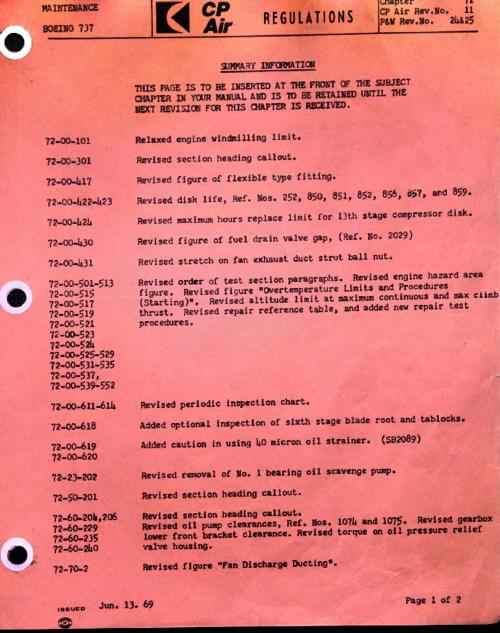 MAINTENANCE
BOEING 737
CP
Air
REGULATIONS
Chapter 72
CP Air Rev.No. 11
P&W Rev.No. 24&25
SUMMARY INFORMATION
THIS PAGE IS TO BE INSERTED AT THE FRONT OF THE SUBJECT
CHAPTER IN YOUR MANUAL AND IS TO BE RETAINED UNTIL THE
NEXT REVISION FOR THIS CHAPTER IS RECEIVED.
72-00-101 Relaxed engine windmilling limit.
72-00-301 Revised section heading callout.
72-00-417 Revised figure of flexible type fitting.
72-00-422-423 Revised disk life, Ref. Nos. 252, 850, 851, 852, 856, 857, and 859.
72-00-424 Revised maximum hours replace limit for 13th stage compressor disk.
72-00-430 Revised figure of fuel drain valve gap, (Ref. No. 2029)
72-00-431 Revised stretch on fan exhaust duct strut ball nut.
72-00-501-513 Revised order of test section paragraphs. Revised engine hazard area
72-00-515 figure. Revised figure "Overtemperature Limits and Procedures
72-00-517 (Starting)". Revised altitude limit at maximum continuous and max climb
72-00-519 thrust. Revised repair reference table, and added new repair test
72-00-521 procedures.
72-00-523
72-00-524
72-00-525-529
72-00-531-535
72-00-537,
72-00-539-552
72-00-611-614 Revised periodic inspection chart.
72-00-618 Added optional inspection of sixth stage blade root and tablocks.
72-00-619 Added caution in using 40 micron oil strainer. (SB2089)
72-00-620
72-23-202 Revised removal of No. 1 bearing oil scavenge pump.
72-50-201 Revised section heading callout.
72-60-204,206 Revised section heading callout.
72-60-229 Revised oil pump clearances, Ref. Nos. 1074 and 1075. Revised gearbox
72-60-235 lower front bracket clearance. Revised torque on oil pressure relief
72-60-240 valve housing.
72-70-2 Revised figure "Fan Discharge Ducting".
ISSUED Jun. 13. 69
Page 1 of 2